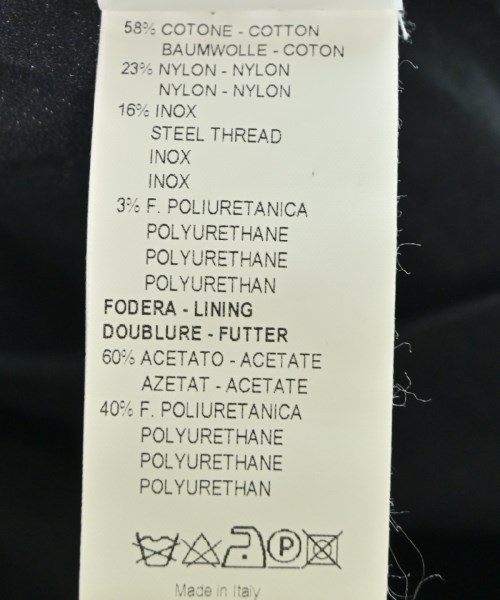 58% COTONE - COTTON
BAUMWOLLE - COTON
23% NYLON - NYLON
NYLON - NYLON
16% INOX
STEEL THREAD
INOX
INOX
3% F. POLIURETANICA
POLYURETHANE
POLYURETHANE
POLYURETHAN
FODERA - LINING
DOUBLURE - FUTTER
60% ACETATO - ACETATE
AZETAT - ACETATE
40% F. POLIURETANICA
POLYURETHANE
POLYURETHANE
POLYURETHAN
P
Made in Italy